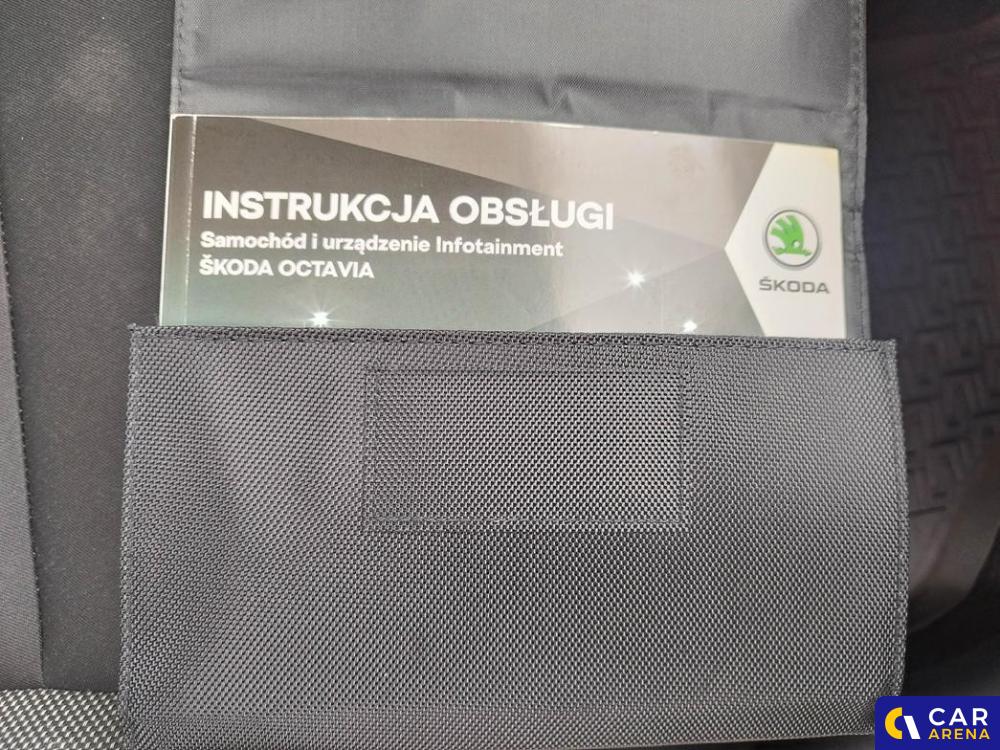 INSTRUKCJA OBSŁUGI
Samochód i urządzenie Infotainment
ŠKODA OCTAVIA
ŠKODA
CAR
ARENA